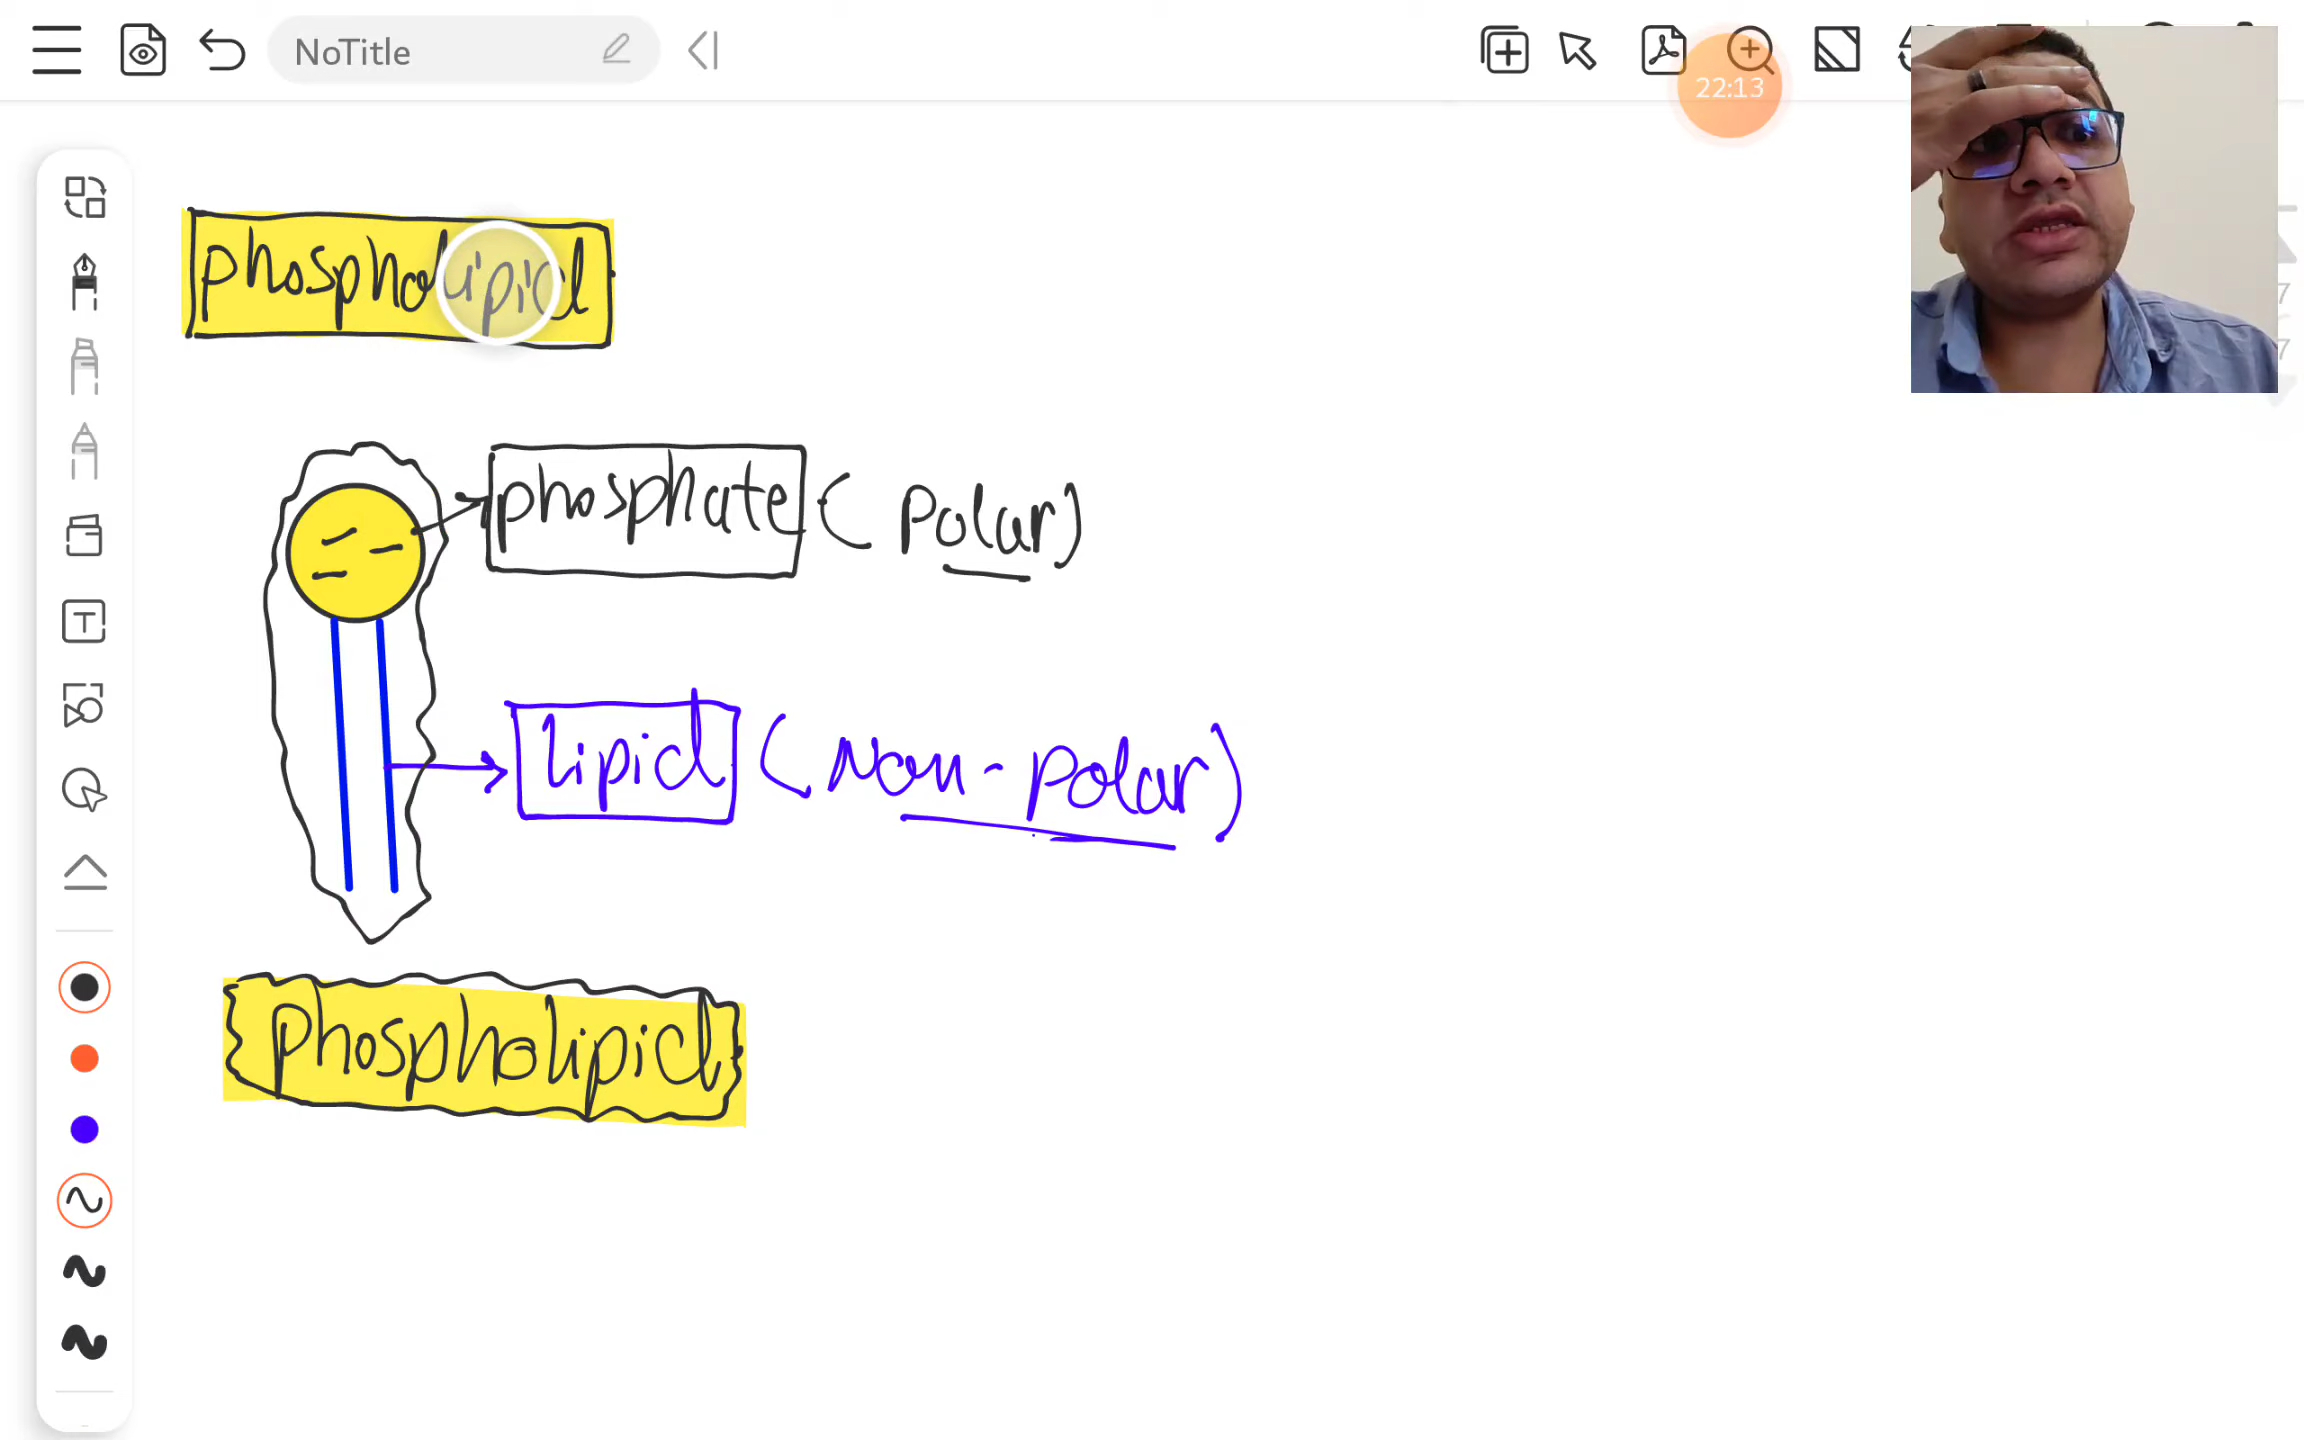 NoTitle
22:13
phospholipid
phosphate ( Polar)
lipid (Non-polar)
phospholipid